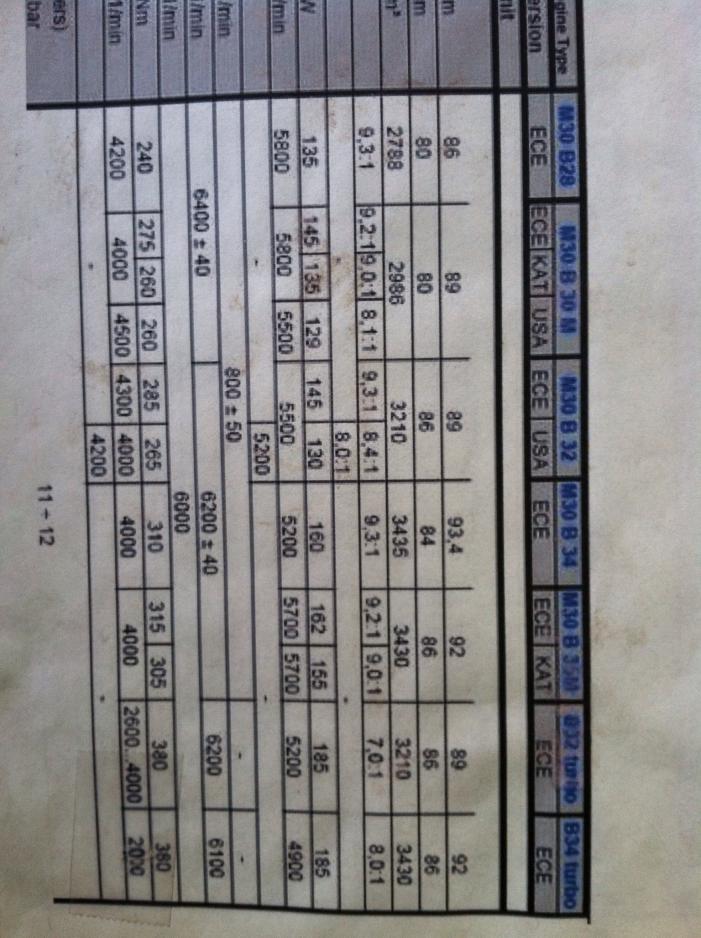 gine Type M30 B28 M30 B 30 M M30 B 32 M30 B 34 M30 B 35M B32 turbo B34 turbo
ersion ECE ECE KAT USA ECE USA ECE ECE KAT ECE ECE
nit
m 86 89 89 93,4 92 89 92
m 80 80 86 84 86 86 86
m³ 2788 2986 3210 3435 3430 3210 3430
9,3:1 9,2:1 9,0:1 8,1:1 9,3:1 8,4:1 9,3:1 9,2:1 9,0:1 7,0:1 8,0:1
- 8,0:1 -
W 135 145 135 129 145 130 160 162 155 185 185
/min 5800 5800 5500 5500 5200 5700 5700 5200 4900
- 5200 -
/min 800 ± 50 - -
/min 6400 ± 40 6200 ± 40 6200 6100
1/min 6000
Nm 240 275 260 260 285 265 310 315 305 380 380
1/min 4200 4000 4500 4300 4000 4000 4000 2600...4000 2000
- 4200 -
ers)
bar 11 ÷ 12